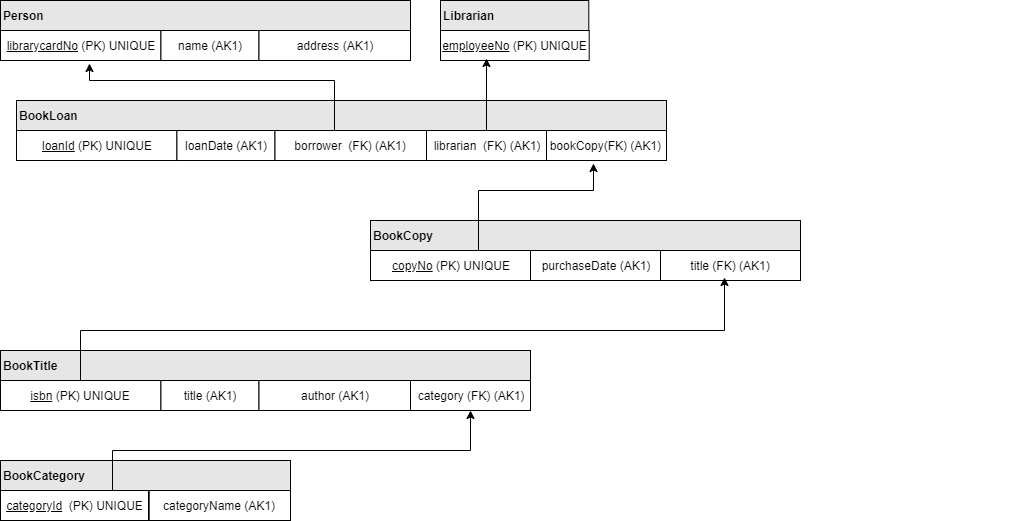 Person
librarycardNo (PK) UNIQUE name (AK1) address (AK1)
Librarian
employeeNo (PK) UNIQUE
BookLoan
loanId (PK) UNIQUE loanDate (AK1) borrower (FK) (AK1) librarian (FK) (AK1) bookCopy(FK) (AK1)
BookCopy
copyNo (PK) UNIQUE purchaseDate (AK1) title (FK) (AK1)
BookTitle
isbn (PK) UNIQUE title (AK1) author (AK1) category (FK) (AK1)
BookCategory
categoryId (PK) UNIQUE categoryName (AK1)